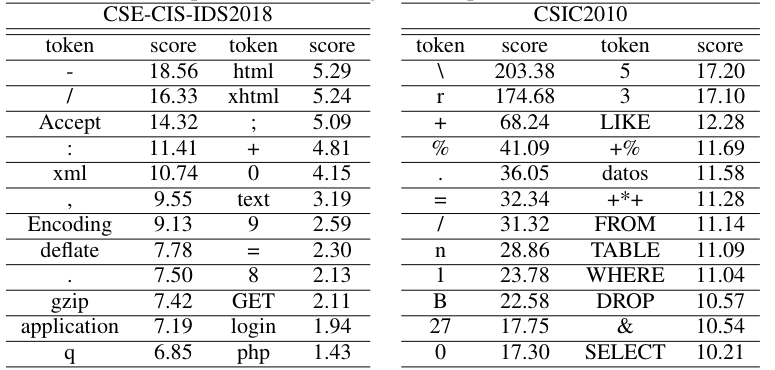 CSE-CIS-IDS2018
token score token score
- 18.56 html 5.29
/ 16.33 xhtml 5.24
Accept 14.32 ; 5.09
: 11.41 + 4.81
xml 10.74 0 4.15
, 9.55 text 3.19
Encoding 9.13 9 2.59
deflate 7.78 = 2.30
. 7.50 8 2.13
gzip 7.42 GET 2.11
application 7.19 login 1.94
q 6.85 php 1.43
CSIC2010
token score token score
\ 203.38 5 17.20
r 174.68 3 17.10
+ 68.24 LIKE 12.28
% 41.09 +% 11.69
. 36.05 datos 11.58
= 32.34 +*+ 11.28
/ 31.32 FROM 11.14
n 28.86 TABLE 11.09
1 23.78 WHERE 11.04
B 22.58 DROP 10.57
27 17.75 & 10.54
0 17.30 SELECT 10.21